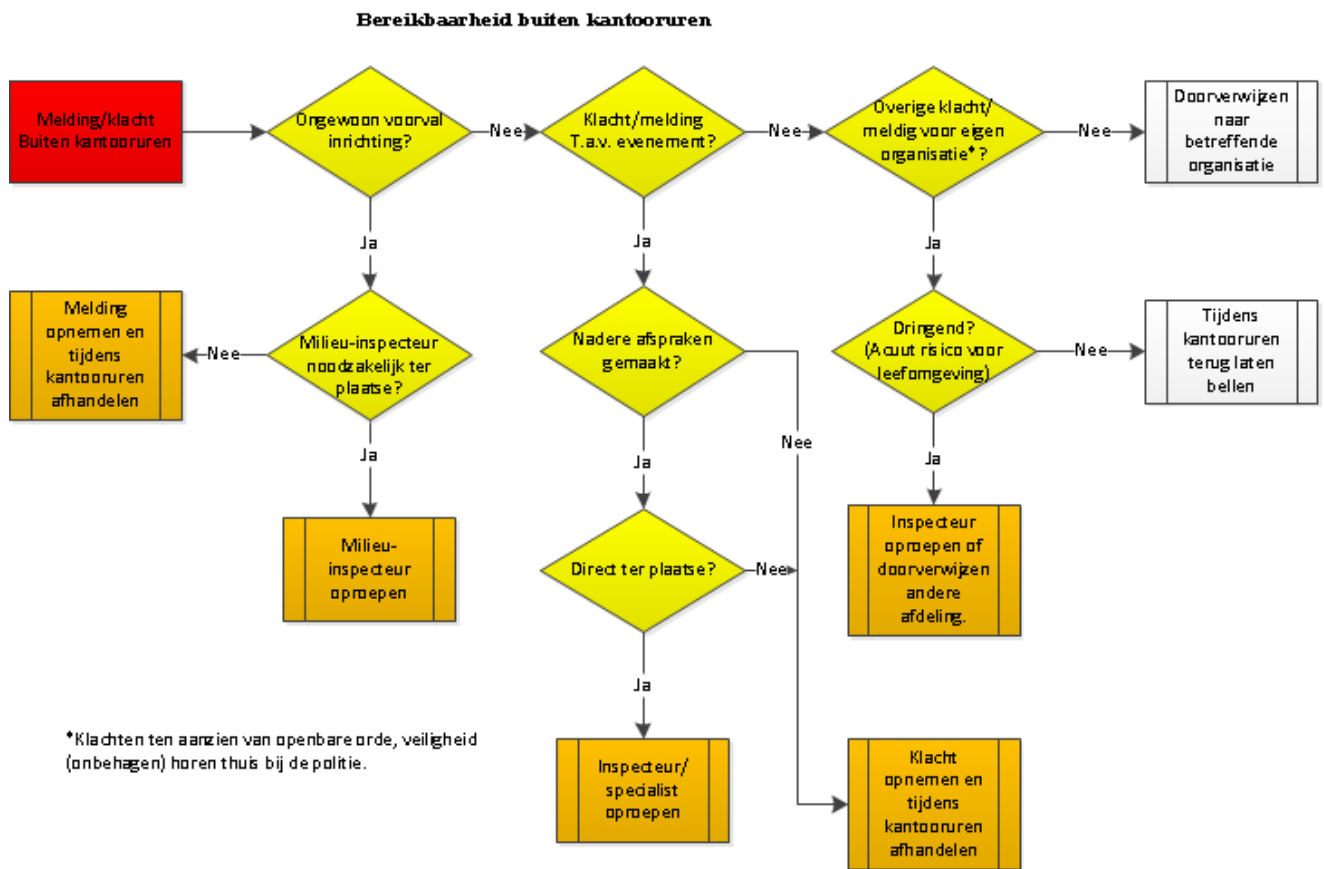 Bereikbaarheid buiten kantooruren
Melding/klacht
Buiten kantooruren
Ongewoon voorval
inrichting?
Nee
Klacht/melding
T.a.v. evenement?
Nee
Overige klacht/
meldig voor eigen
organisatie*?
Nee
Doorverwijzen
naar
betreffende
organisatie
Ja
Ja
Ja
Melding
opnemen en
tijdens
kantooruren
afhandelen
Nee
Milieu-inspecteur
noodzakelijk ter
plaatse?
Nadere afspraken
gemaakt?
Dringend?
(Acuut risico voor
leefomgeving)
Nee
Tijdens
kantooruren
terug laten
bellen
Nee
Ja
Ja
Ja
Milieu-
inspecteur
oproepen
Direct ter plaatse?
Nee
Inspecteur
oproepen of
doorverwijzen
andere
afdeling.
Ja
*Klachten ten aanzien van openbare orde, veiligheid
(onbehagen) horen thuis bij de politie.
Inspecteur/
specialist
oproepen
Klacht
opnemen en
tijdens
kantooruren
afhandelen